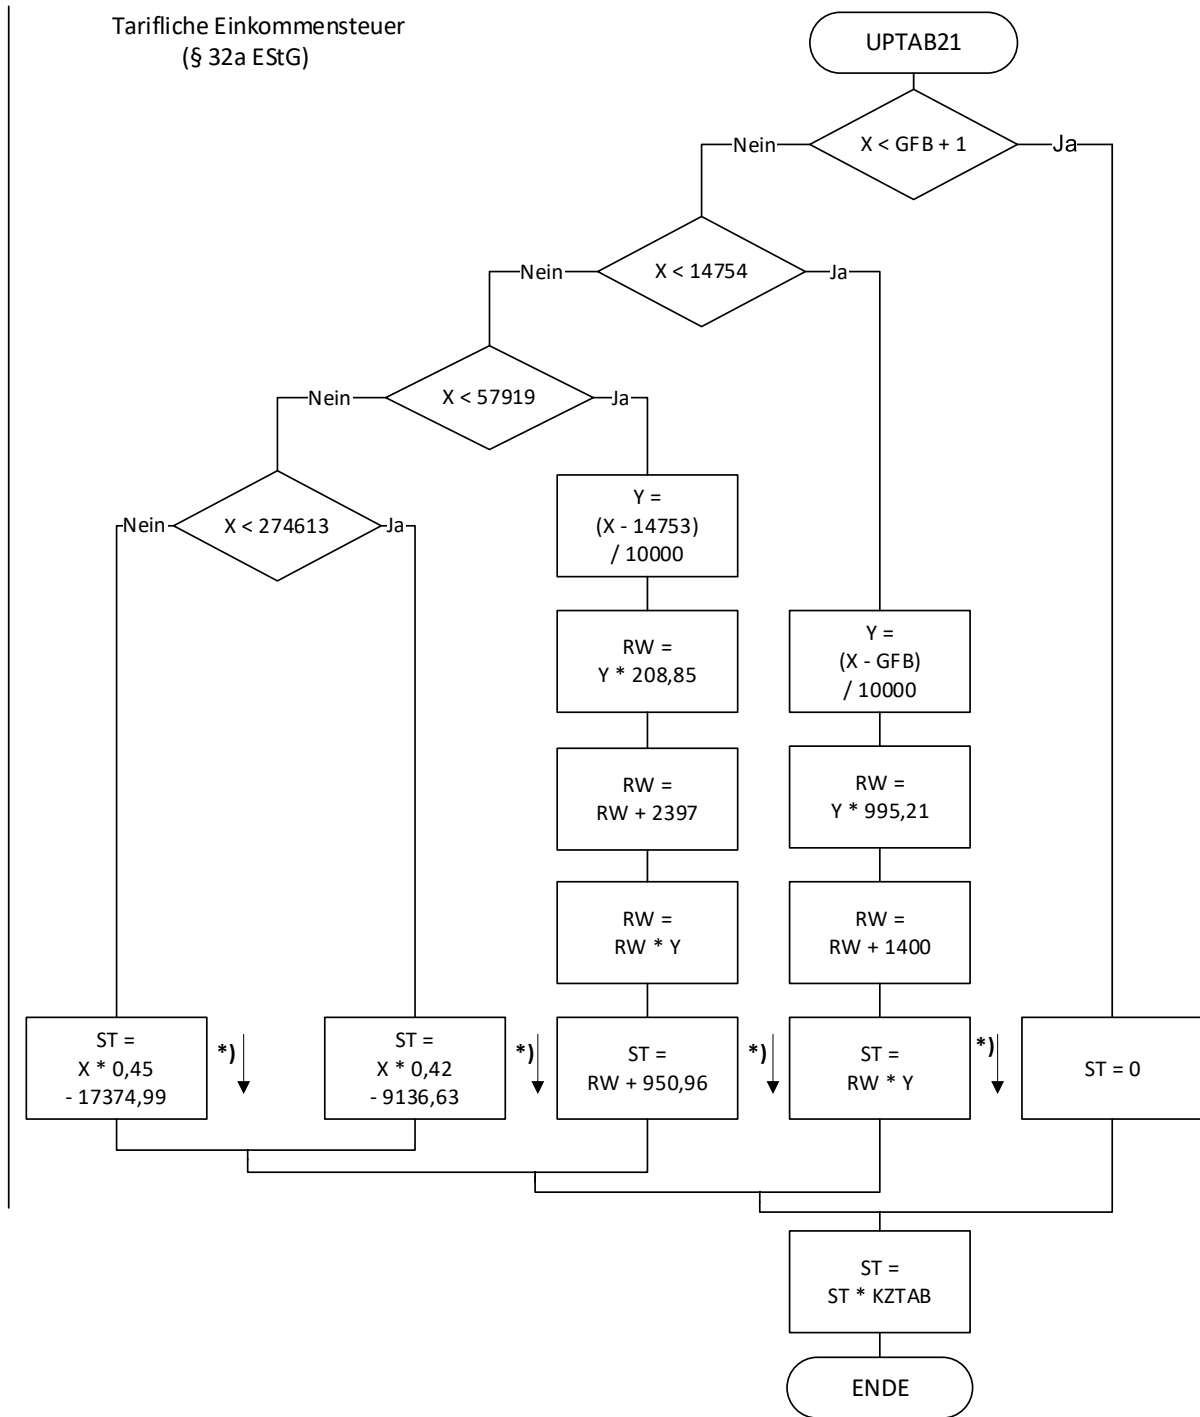 Tarifliche Einkommensteuer
(§ 32a EStG)
UPTAB21
X < GFB + 1
Nein
Ja
X < 14754
Nein
Ja
X < 57919
Nein
Ja
X < 274613
Nein
Ja
Y =
(X - 14753)
/ 10000
RW =
Y * 208,85
Y =
(X - GFB)
/ 10000
RW =
RW + 2397
RW =
Y * 995,21
RW =
RW * Y
RW =
RW + 1400
ST =
X * 0,45
- 17374,99
*)
ST =
X * 0,42
- 9136,63
*)
ST =
RW + 950,96
*)
ST =
RW * Y
*)
ST = 0
ST =
ST * KZTAB
ENDE